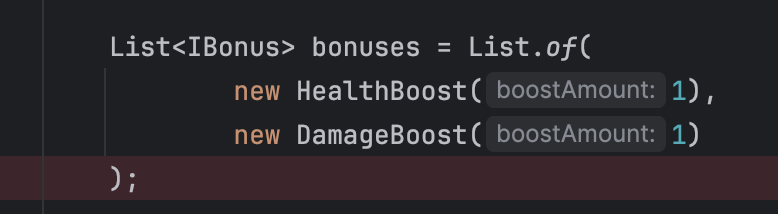 List<IBonus> bonuses = List.of(
new HealthBoost( boostAmount: 1),
new DamageBoost( boostAmount: 1)
);